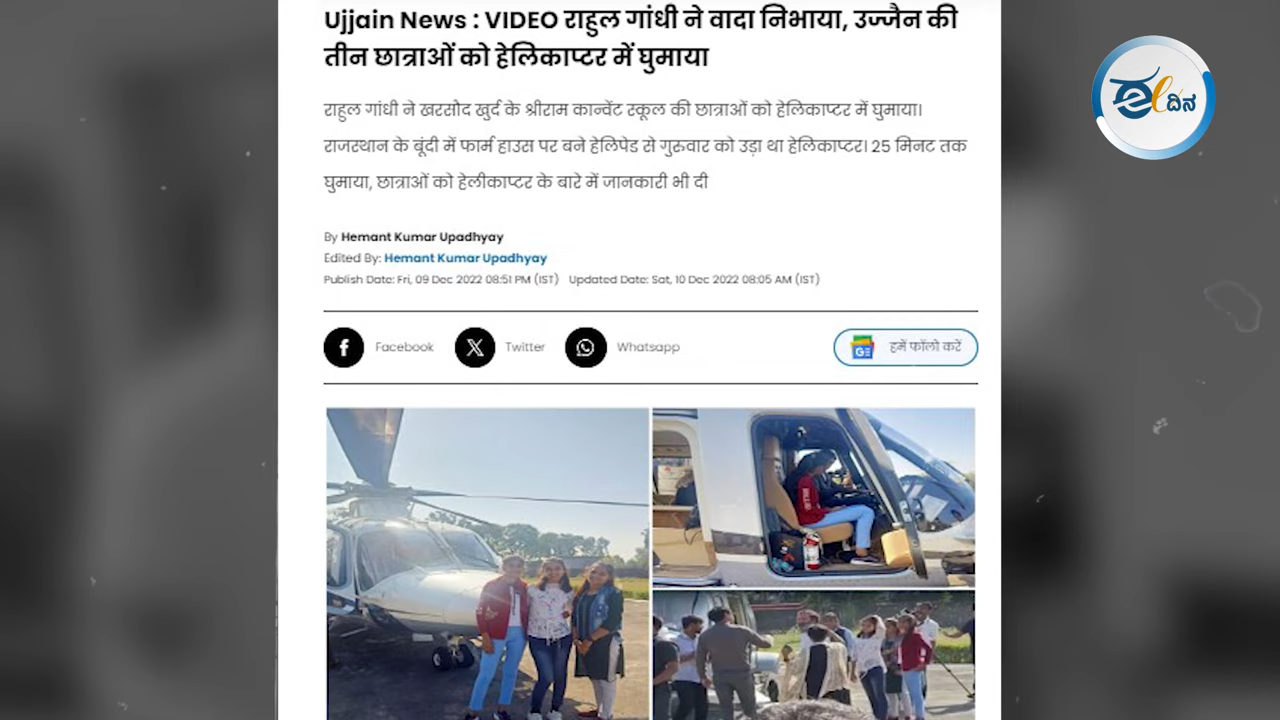 Ujjain News : VIDEO राहुल गांधी ने वादा निभाया, उज्जैन की
तीन छात्राओं को हेलिकाप्टर में घुमाया
राहुल गांधी ने खरसौद खुर्द के श्रीराम कान्वेंट स्कूल की छात्राओं को हेलिकाप्टर में घुमाया।
राजस्थान के बूंदी में फार्म हाउस पर बने हेलिपेड से गुरुवार को उड़ा था हेलिकाप्टर। 25 मिनट तक
घुमाया, छात्राओं को हेलीकाप्टर के बारे में जानकारी भी दी
By Hemant Kumar Upadhyay
Edited By: Hemant Kumar Upadhyay
Publish Date: Fri, 09 Dec 2022 08:51 PM (IST) Updated Date: Sat, 10 Dec 2022 08:05 AM (IST)
Facebook Twitter Whatsapp GE हमें फॉलो करें
ಈ ದಿನ